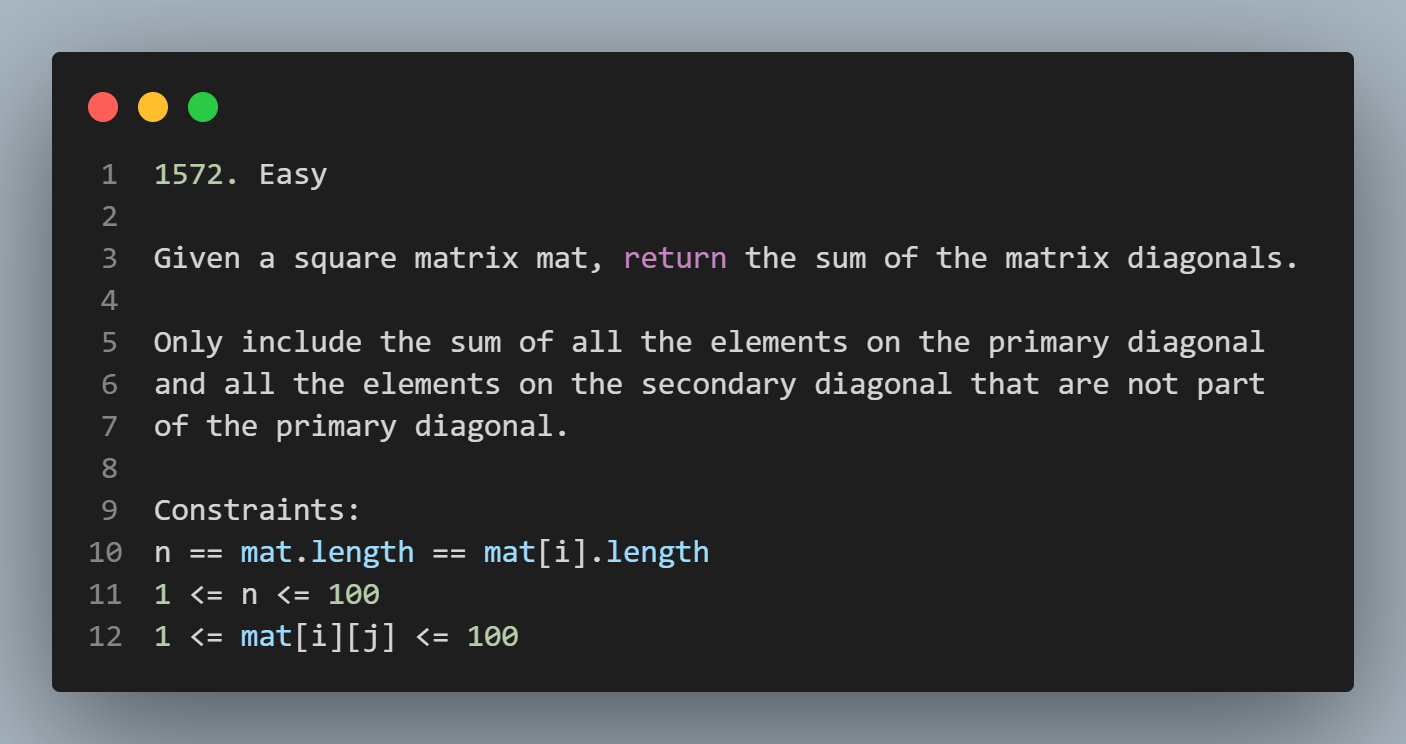 1 1572. Easy
2
3 Given a square matrix mat, return the sum of the matrix diagonals.
4
5 Only include the sum of all the elements on the primary diagonal
6 and all the elements on the secondary diagonal that are not part
7 of the primary diagonal.
8
9 Constraints:
10 n == mat.length == mat[i].length
11 1 <= n <= 100
12 1 <= mat[i][j] <= 100